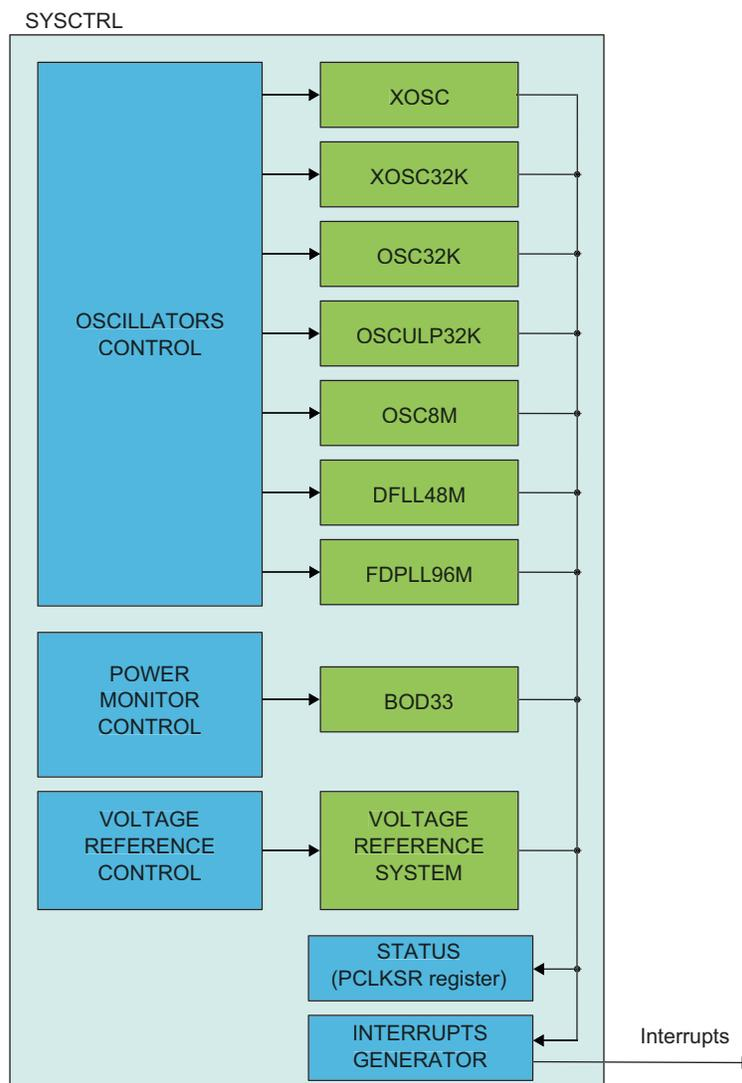 SYSCTRL
OSCILLATORS
CONTROL
XOSC
XOSC32K
OSC32K
OSCULP32K
OSC8M
DFLL48M
FDPLL96M
POWER
MONITOR
CONTROL
BOD33
VOLTAGE
REFERENCE
CONTROL
VOLTAGE
REFERENCE
SYSTEM
STATUS
(PCLKSR register)
INTERRUPTS
GENERATOR
Interrupts